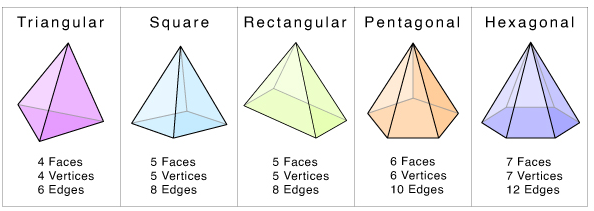 Triangular
4 Faces
4 Vertices
6 Edges
Square
5 Faces
5 Vertices
8 Edges
Rectangular
5 Faces
5 Vertices
8 Edges
Pentagonal
6 Faces
6 Vertices
10 Edges
Hexagonal
7 Faces
7 Vertices
12 Edges